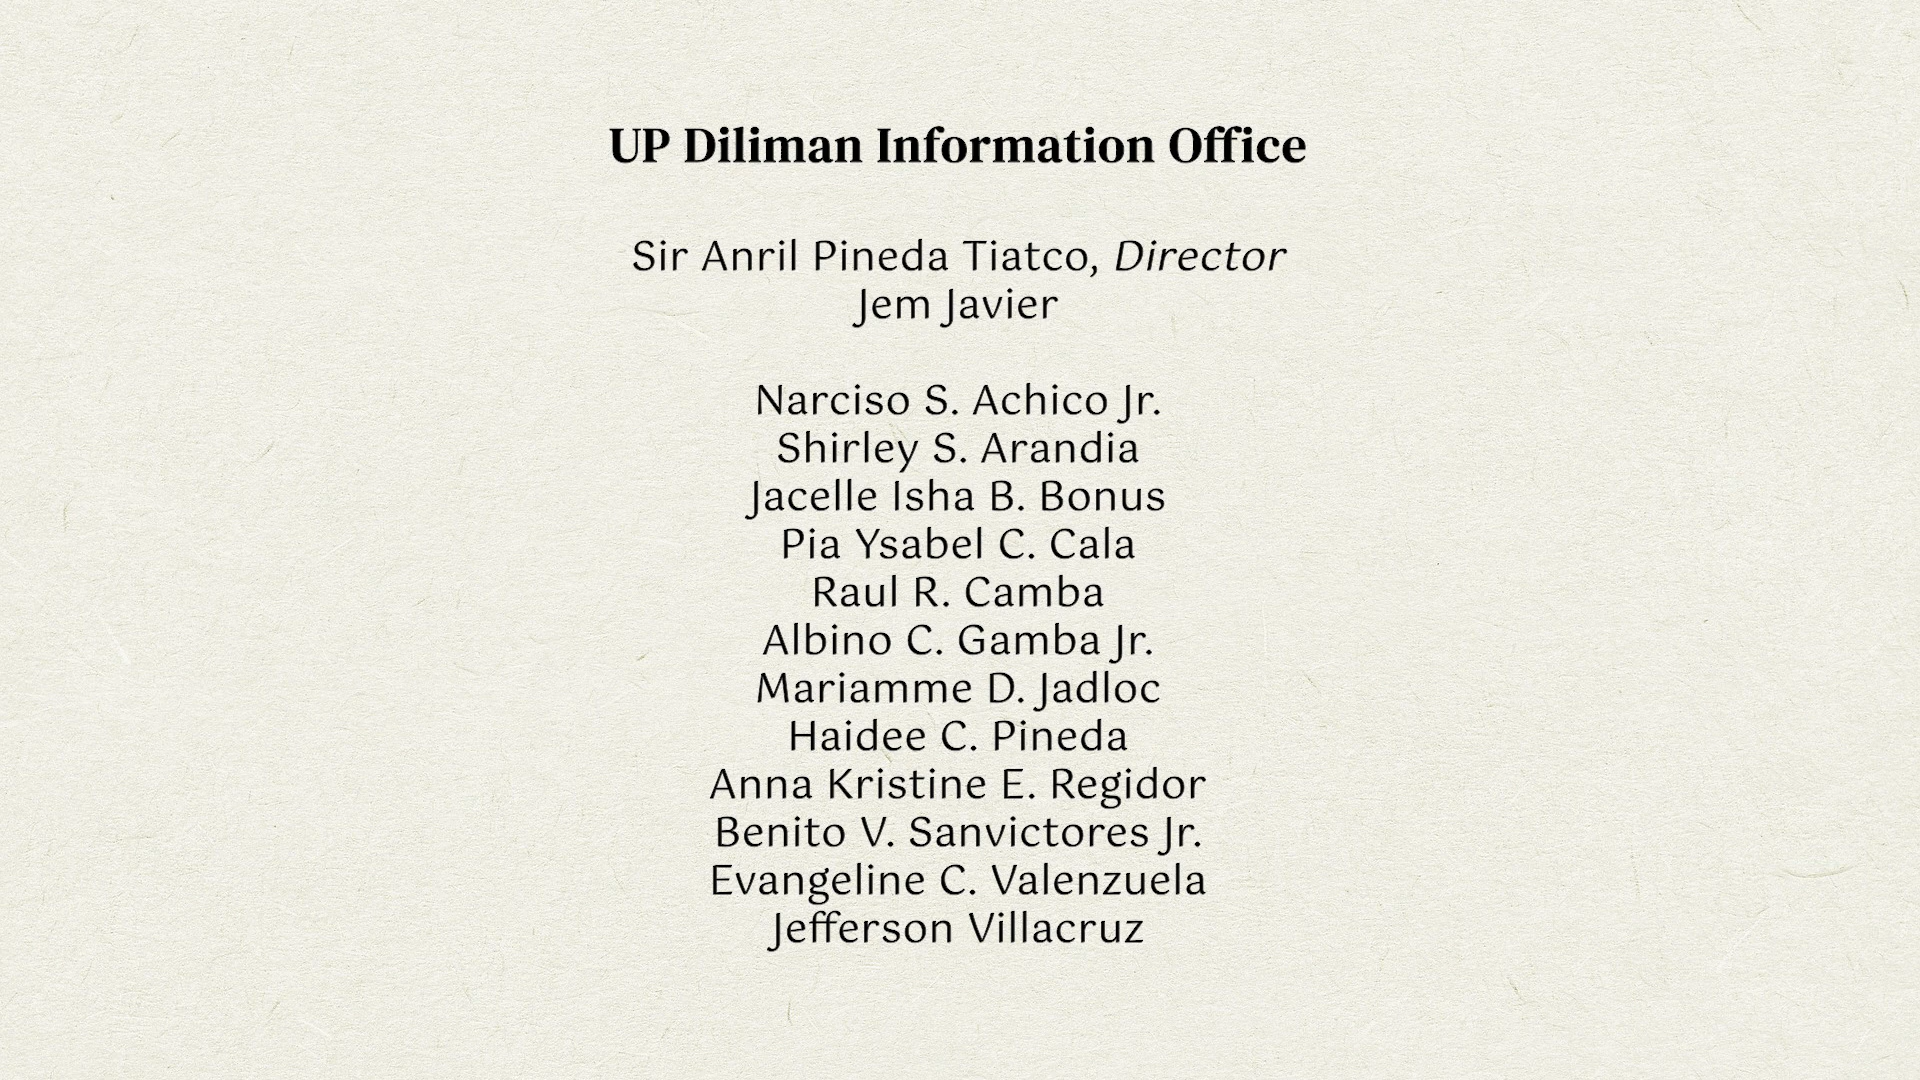 UP Diliman Information Office
Sir Anril Pineda Tiatco, Director
Jem Javier
Narciso S. Achico Jr.
Shirley S. Arandia
Jacelle Isha B. Bonus
Pia Ysabel C. Cala
Raul R. Camba
Albino C. Gamba Jr.
Mariamme D. Jadloc
Haidee C. Pineda
Anna Kristine E. Regidor
Benito V. Sanvictores Jr.
Evangeline C. Valenzuela
Jefferson Villacruz